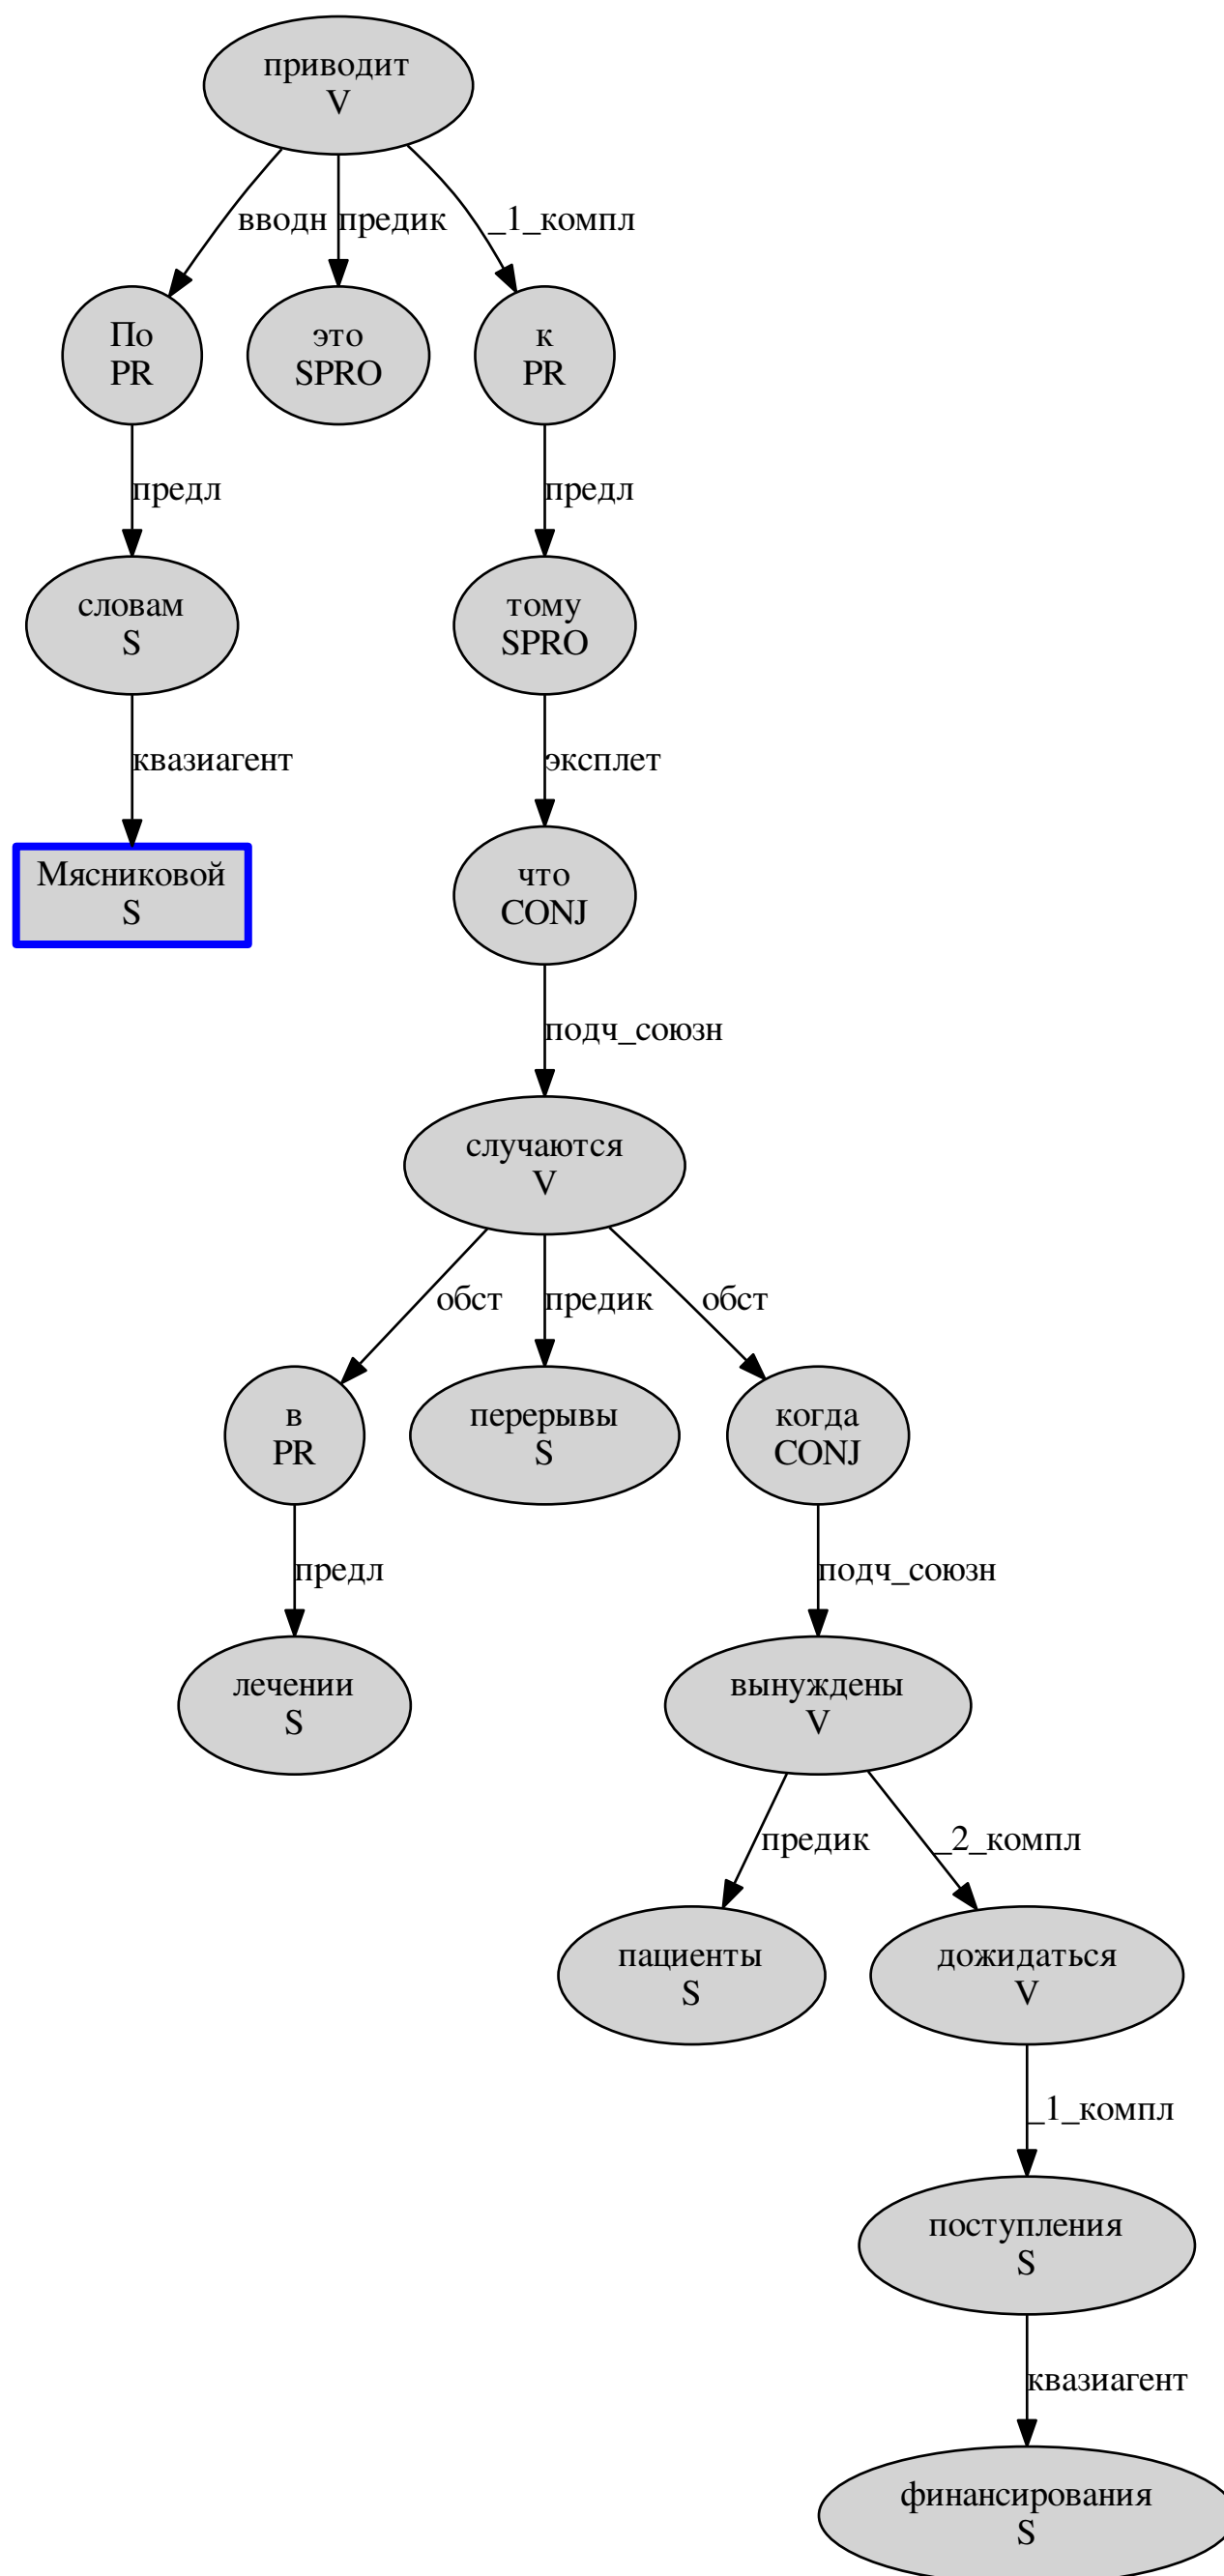 приводит
V
вводн
предик
_1_компл
По
PR
это
SPRO
к
PR
предл
предл
словам
S
тому
SPRO
квазиагент
эксплет
Мясниковой
S
что
CONJ
подч_союзн
случаются
V
обст
предик
обст
в
PR
перерывы
S
когда
CONJ
предл
подч_союзн
лечении
S
вынуждены
V
предик
_2_компл
пациенты
S
дожидаться
V
_1_компл
поступления
S
квазиагент
финансирования
S